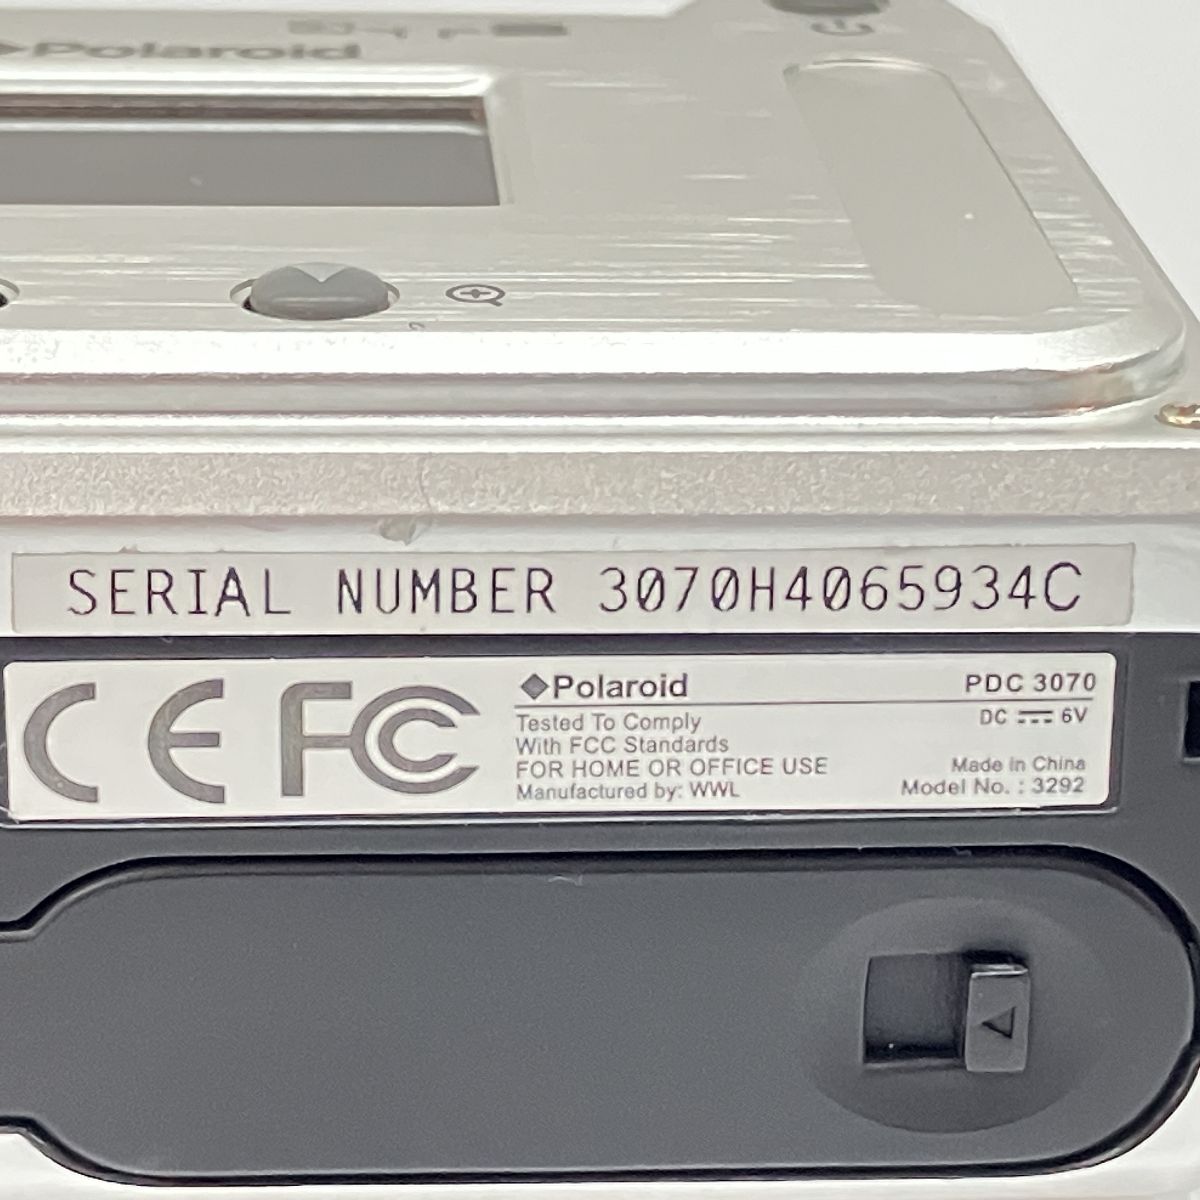 Polaroid
SERIAL NUMBER 3070H4065934C
CE FC Polaroid PDC 3070
Tested To Comply DC 6V
With FCC Standards
FOR HOME OR OFFICE USE Made in China
Manufactured by: WWL Model No. : 3292